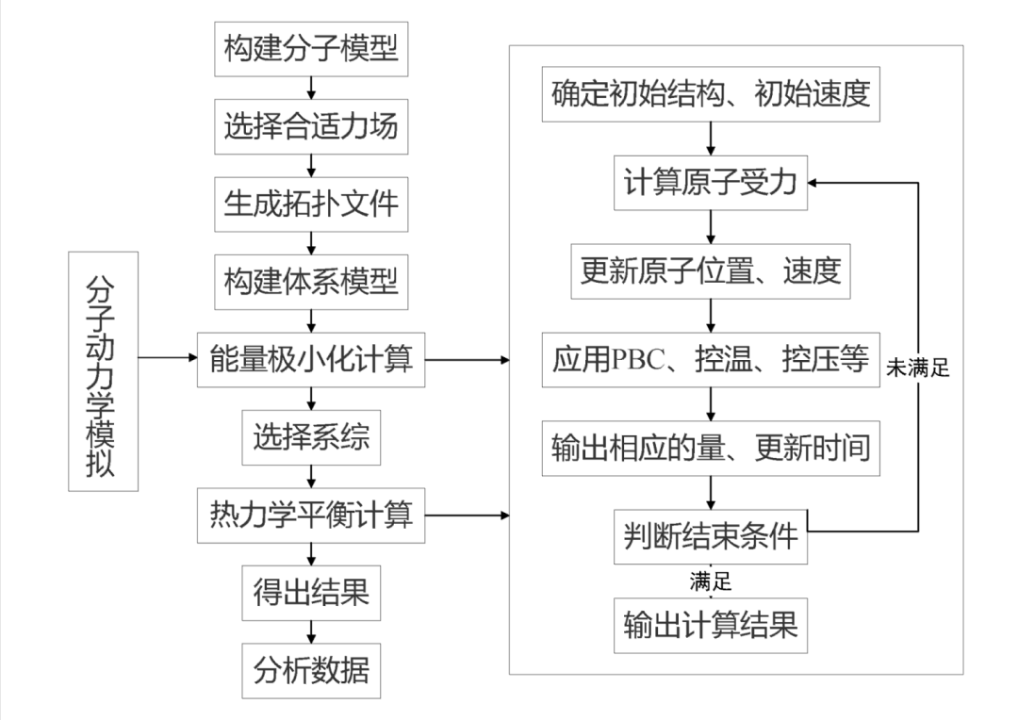 分子动力学模拟
构建分子模型
选择合适力场
生成拓扑文件
构建体系模型
能量极小化计算
选择系综
热力学平衡计算
得出结果
分析数据
确定初始结构、初始速度
计算原子受力
更新原子位置、速度
应用PBC、控温、控压等
输出相应的量、更新时间
判断结束条件
未满足
满足
输出计算结果